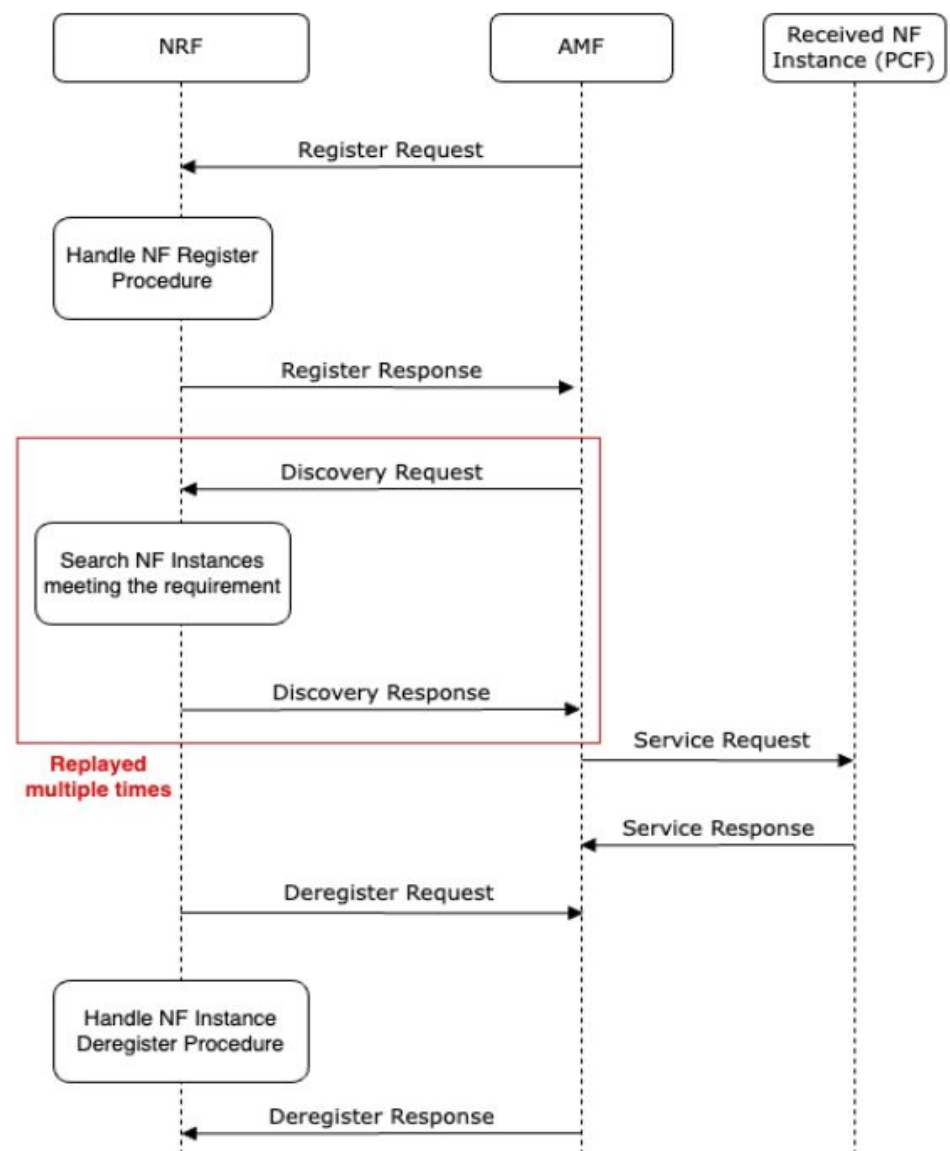 NRF
AMF
Received NF
Instance (PCF)
Register Request
Handle NF Register
Procedure
Register Response
Discovery Request
Search NF Instances
meeting the requirement
Discovery Response
Service Request
Replayed
multiple times
Service Response
Deregister Request
Handle NF Instance
Deregister Procedure
Deregister Response